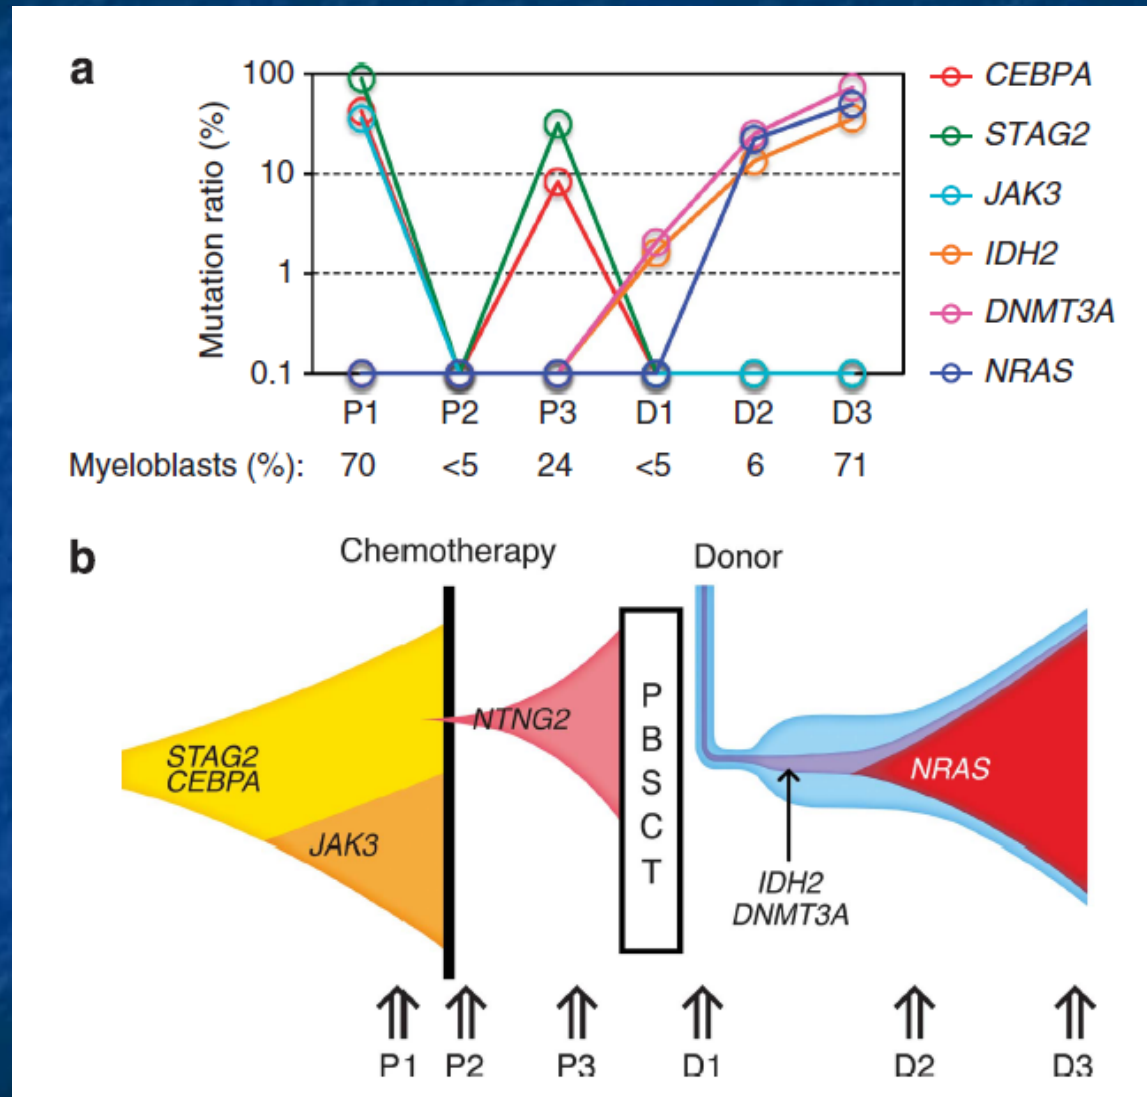 a
Mutation ratio (%)
100
10
1
0.1
P1 P2 P3 D1 D2 D3
Myeloblasts (%): 70 <5 24 <5 6 71
CEBPA
STAG2
JAK3
IDH2
DNMT3A
NRAS
b
Chemotherapy
Donor
STAG2
CEBPA
JAK3
NTNG2
P
B
S
C
T
NRAS
IDH2
DNMT3A
P1 P2 P3 D1 D2 D3